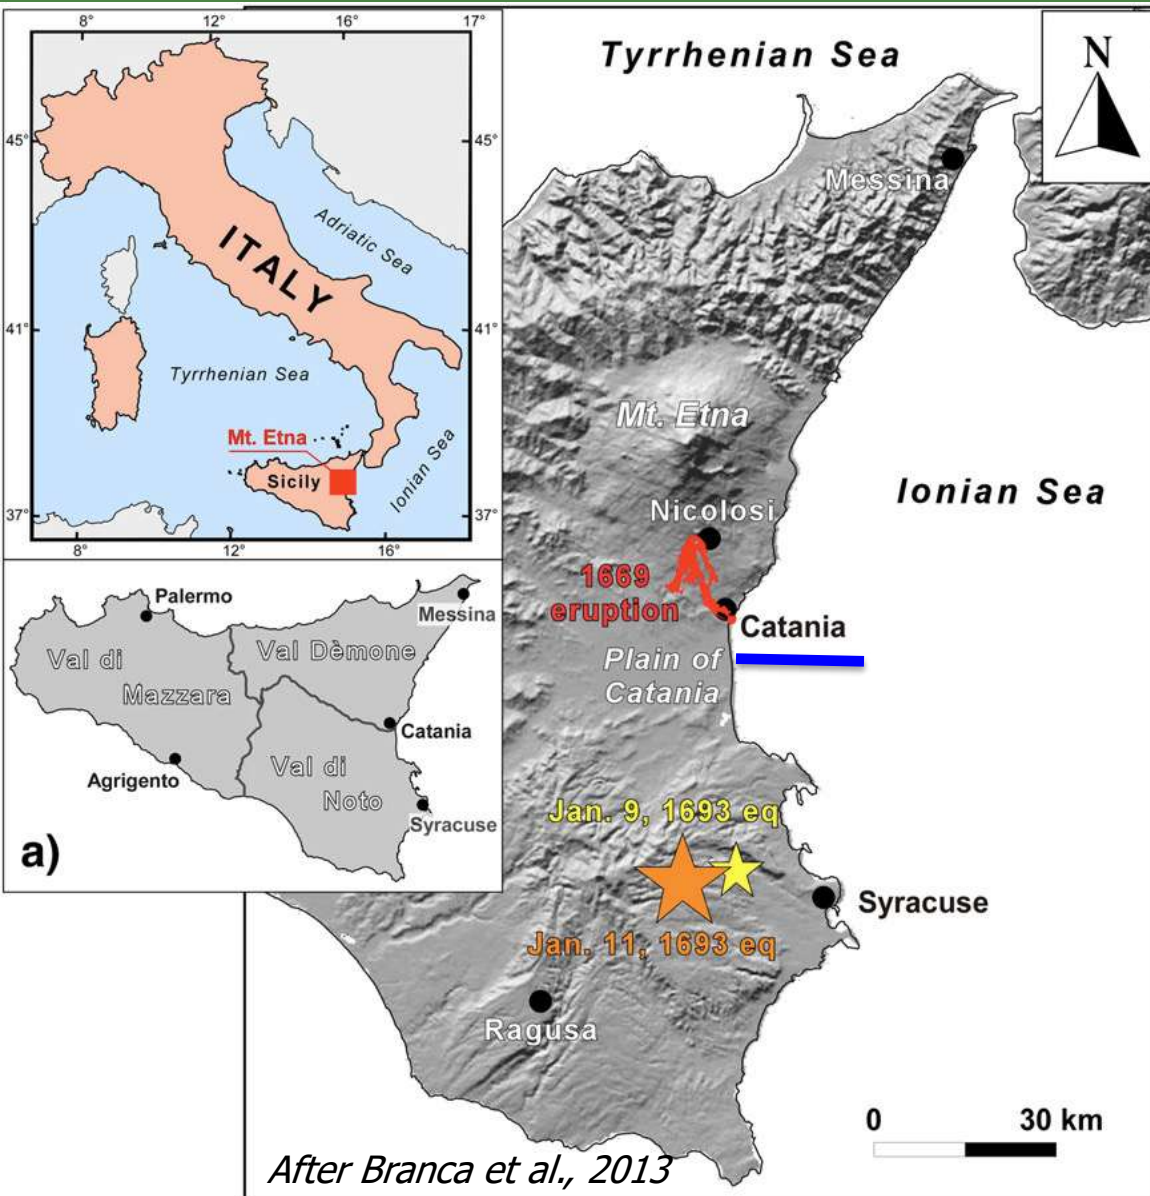 8°
12°
16°
17°
45°
45°
ITALY
Adriatic Sea
41°
41°
Tyrrhenian Sea
Mt. Etna
Sicily
Ionian Sea
37°
37°
8°
12°
16°
Palermo
Messina
Val di
Mazzara
Val Dèmone
Catania
Agrigento
Val di
Noto
Syracuse
a)
Tyrrhenian Sea
N
Messina
Mt. Etna
Ionian Sea
Nicolosi
1669
eruption
Catania
Plain of
Catania
Jan. 9, 1693 eq
Syracuse
Jan. 11, 1693 eq
Ragusa
0 30 km
After Branca et al., 2013